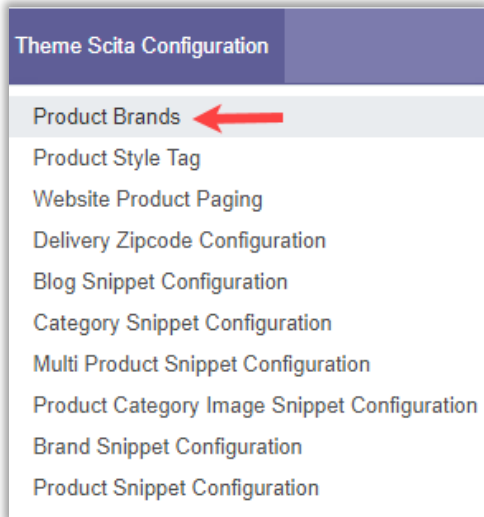 Theme Scita Configuration
Product Brands
Product Style Tag
Website Product Paging
Delivery Zipcode Configuration
Blog Snippet Configuration
Category Snippet Configuration
Multi Product Snippet Configuration
Product Category Image Snippet Configuration
Brand Snippet Configuration
Product Snippet Configuration